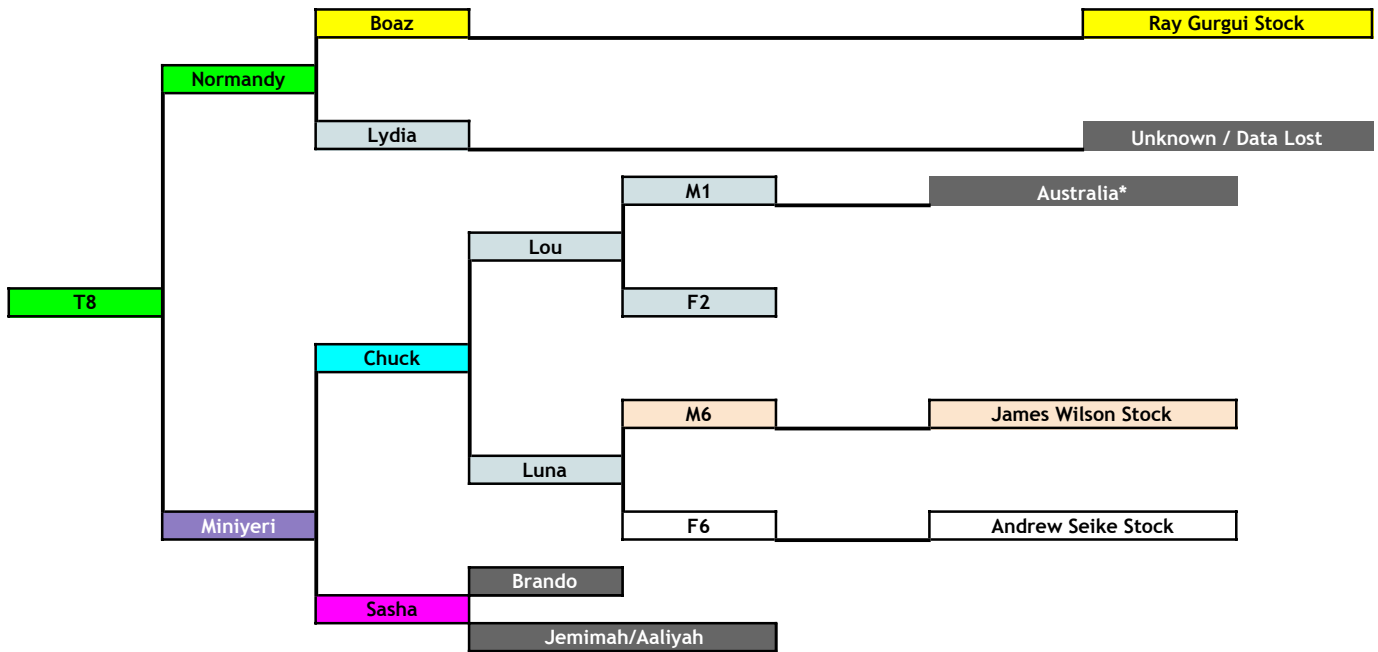 Boaz
Ray Gurgui Stock
Normandy
Lydia
Unknown / Data Lost
M1
Australia*
Lou
T8
F2
Chuck
M6
James Wilson Stock
Luna
Miniyeri
F6
Andrew Seike Stock
Brando
Sasha
Jemimah/Aaliyah